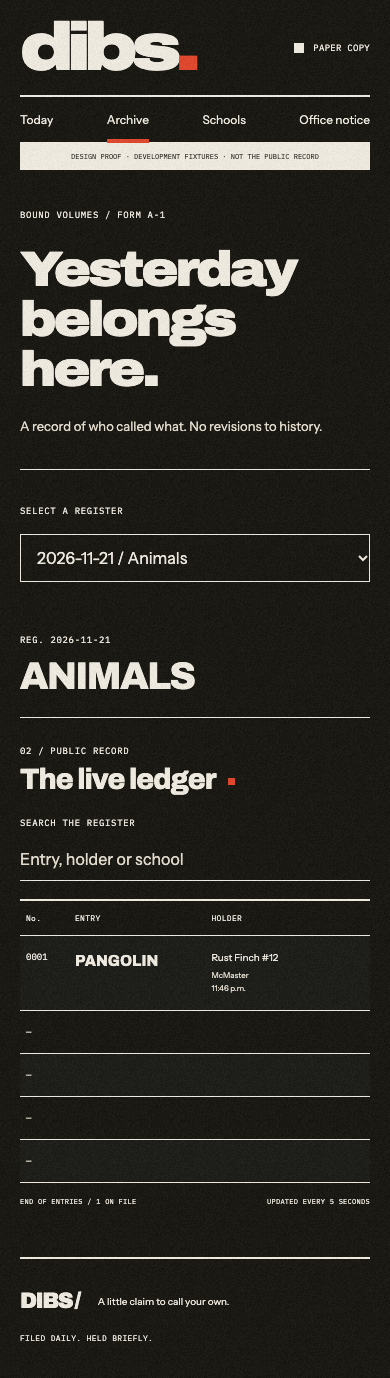 dibs.
PAPER COPY
Today Archive Schools Office notice
DESIGN PROOF · DEVELOPMENT FIXTURES · NOT THE PUBLIC RECORD
BOUND VOLUMES / FORM A-1
Yesterday
belongs
here.
A record of who called what. No revisions to history.
SELECT A REGISTER
2026-11-21 / Animals
REG. 2026-11-21
ANIMALS
02 / PUBLIC RECORD
The live ledger
SEARCH THE REGISTER
Entry, holder or school
No. ENTRY HOLDER
0001 PANGOLIN Rust Finch #12
McMaster
11:46 p.m.
—
—
—
—
END OF ENTRIES / 1 ON FILE UPDATED EVERY 5 SECONDS
DIBS/ A little claim to call your own.
FILED DAILY. HELD BRIEFLY.